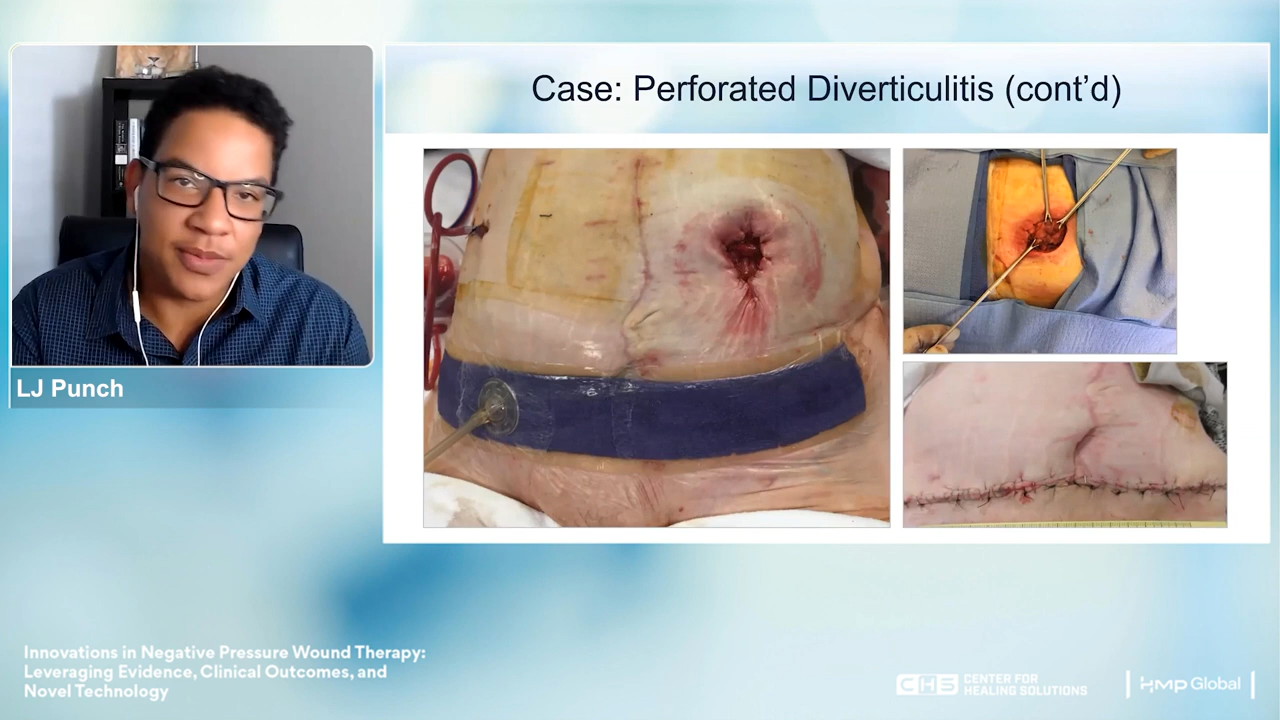 Case: Perforated Diverticulitis (cont’d)
LJ Punch
Innovations in Negative Pressure Wound Therapy:
Leveraging Evidence, Clinical Outcomes, and
Novel Technology
CHS CENTER FOR
HEALING SOLUTIONS
HMP Global